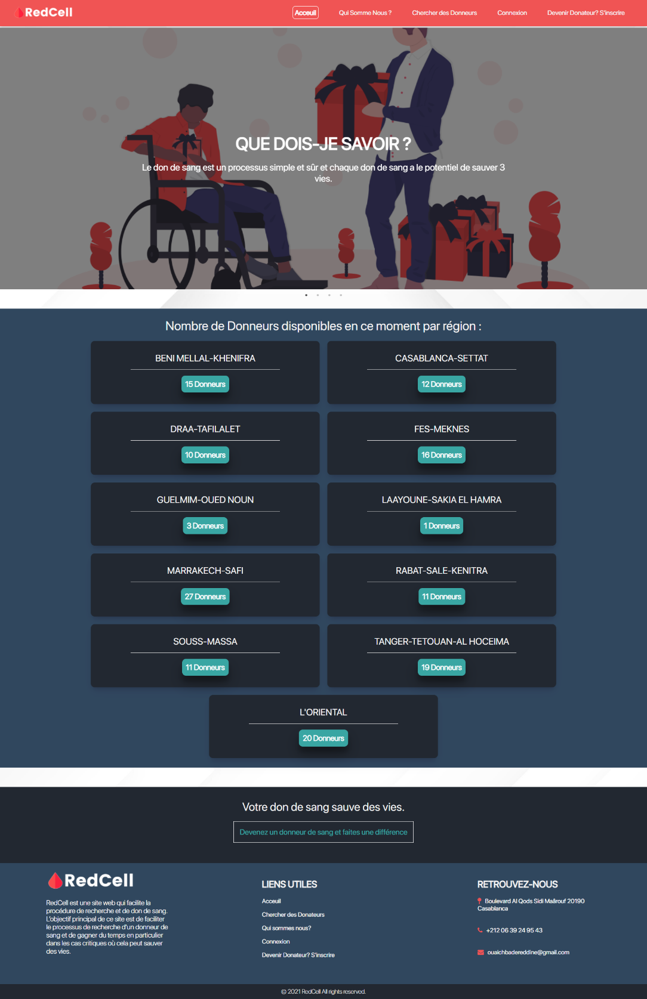 RedCell
Acceuil
Qui Somme Nous ?
Chercher des Donneurs
Connexion
Devenir Donateur? S'inscrire
QUE DOIS-JE SAVOIR ?
Le don de sang est un processus simple et sûr et chaque don de sang a le potentiel de sauver 3
vies.
Nombre de Donneurs disponibles en ce moment par région :
BENI MELLAL-KHENIFRA
15 Donneurs
CASABLANCA-SETTAT
12 Donneurs
DRAA-TAFILALET
10 Donneurs
FES-MEKNES
16 Donneurs
GUELMIM-OUED NOUN
3 Donneurs
LAAYOUNE-SAKIA EL HAMRA
1 Donneurs
MARRAKECH-SAFI
27 Donneurs
RABAT-SALE-KENITRA
11 Donneurs
SOUSS-MASSA
11 Donneurs
TANGER-TETOUAN-AL HOCEIMA
19 Donneurs
L'ORIENTAL
20 Donneurs
Votre don de sang sauve des vies.
Devenez un donneur de sang et faites une différence
RedCell
RedCell est une site web qui facilite la
procédure de recherche et de don de sang.
L'objectif principal de ce site est de faciliter
le processus de recherche d'un donneur de
sang et de gagner du temps en particulier
dans les cas critiques où cela peut sauver
des vies.
LIENS UTILES
Acceuil
Chercher des Donateurs
Qui sommes nous?
Connexion
Devenir Donateur? S'inscrire
RETROUVEZ-NOUS
Boulevard Al Qods Sidi Maârouf 20190
Casablanca
+212 06 39 24 95 43
ouaichbadereddine@gmail.com
© 2021 RedCell All rights reserved.